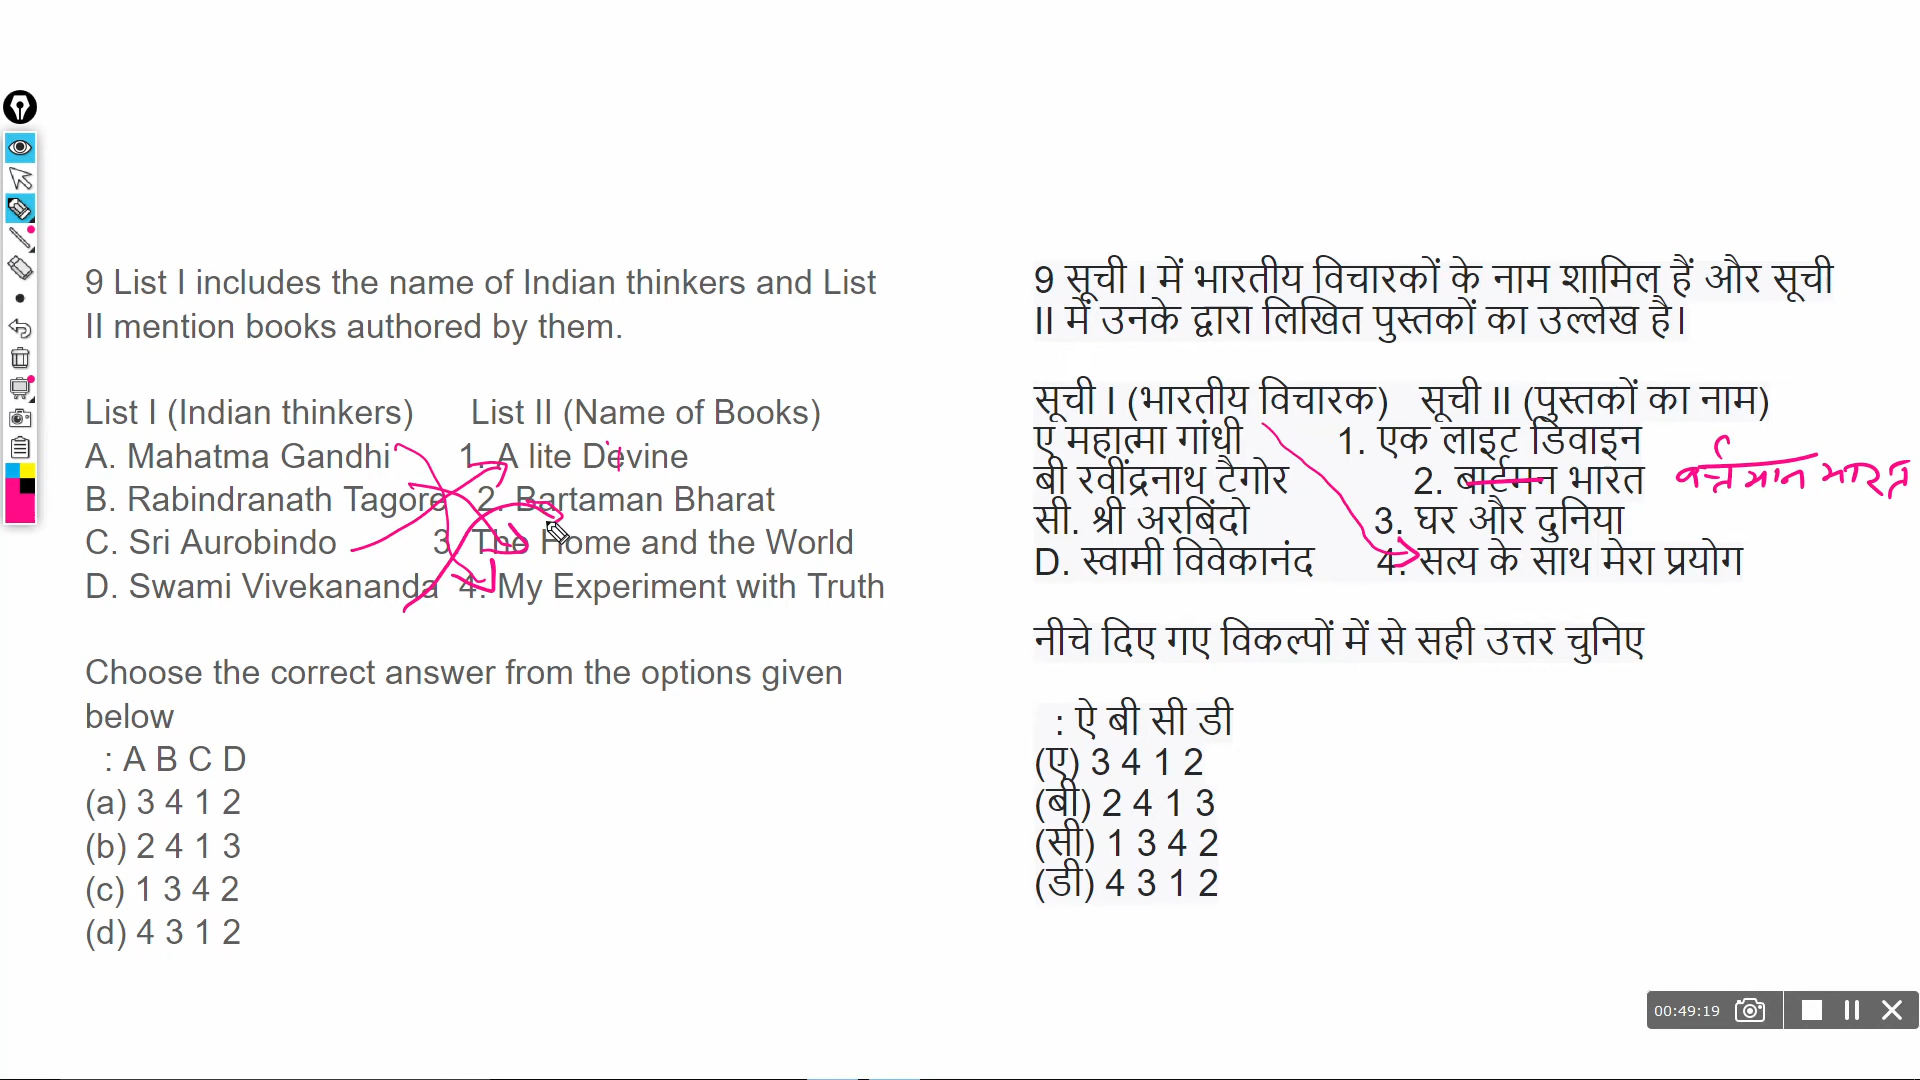 9 List I includes the name of Indian thinkers and List
II mention books authored by them.
List I (Indian thinkers) List II (Name of Books)
A. Mahatma Gandhi 1. A lite Devine
B. Rabindranath Tagore 2. Bartaman Bharat
C. Sri Aurobindo 3 The Home and the World
D. Swami Vivekananda 4. My Experiment with Truth
Choose the correct answer from the options given
below
: A B C D
(a) 3 4 1 2
(b) 2 4 1 3
(c) 1 3 4 2
(d) 4 3 1 2
9 सूची I में भारतीय विचारकों के नाम शामिल हैं और सूची
II में उनके द्वारा लिखित पुस्तकों का उल्लेख है।
सूची I (भारतीय विचारक) सूची II (पुस्तकों का नाम)
ए महात्मा गांधी 1. एक लाइट डिवाइन
बी रवींद्रनाथ टैगोर 2. बार्टमन भारत
वर्त्तमान भारत
सी. श्री अरबिंदो 3. घर और दुनिया
D. स्वामी विवेकानंद 4. सत्य के साथ मेरा प्रयोग
नीचे दिए गए विकल्पों में से सही उत्तर चुनिए
: ऐ बी सी डी
(ए) 3 4 1 2
(बी) 2 4 1 3
(सी) 1 3 4 2
(डी) 4 3 1 2
00:49:19